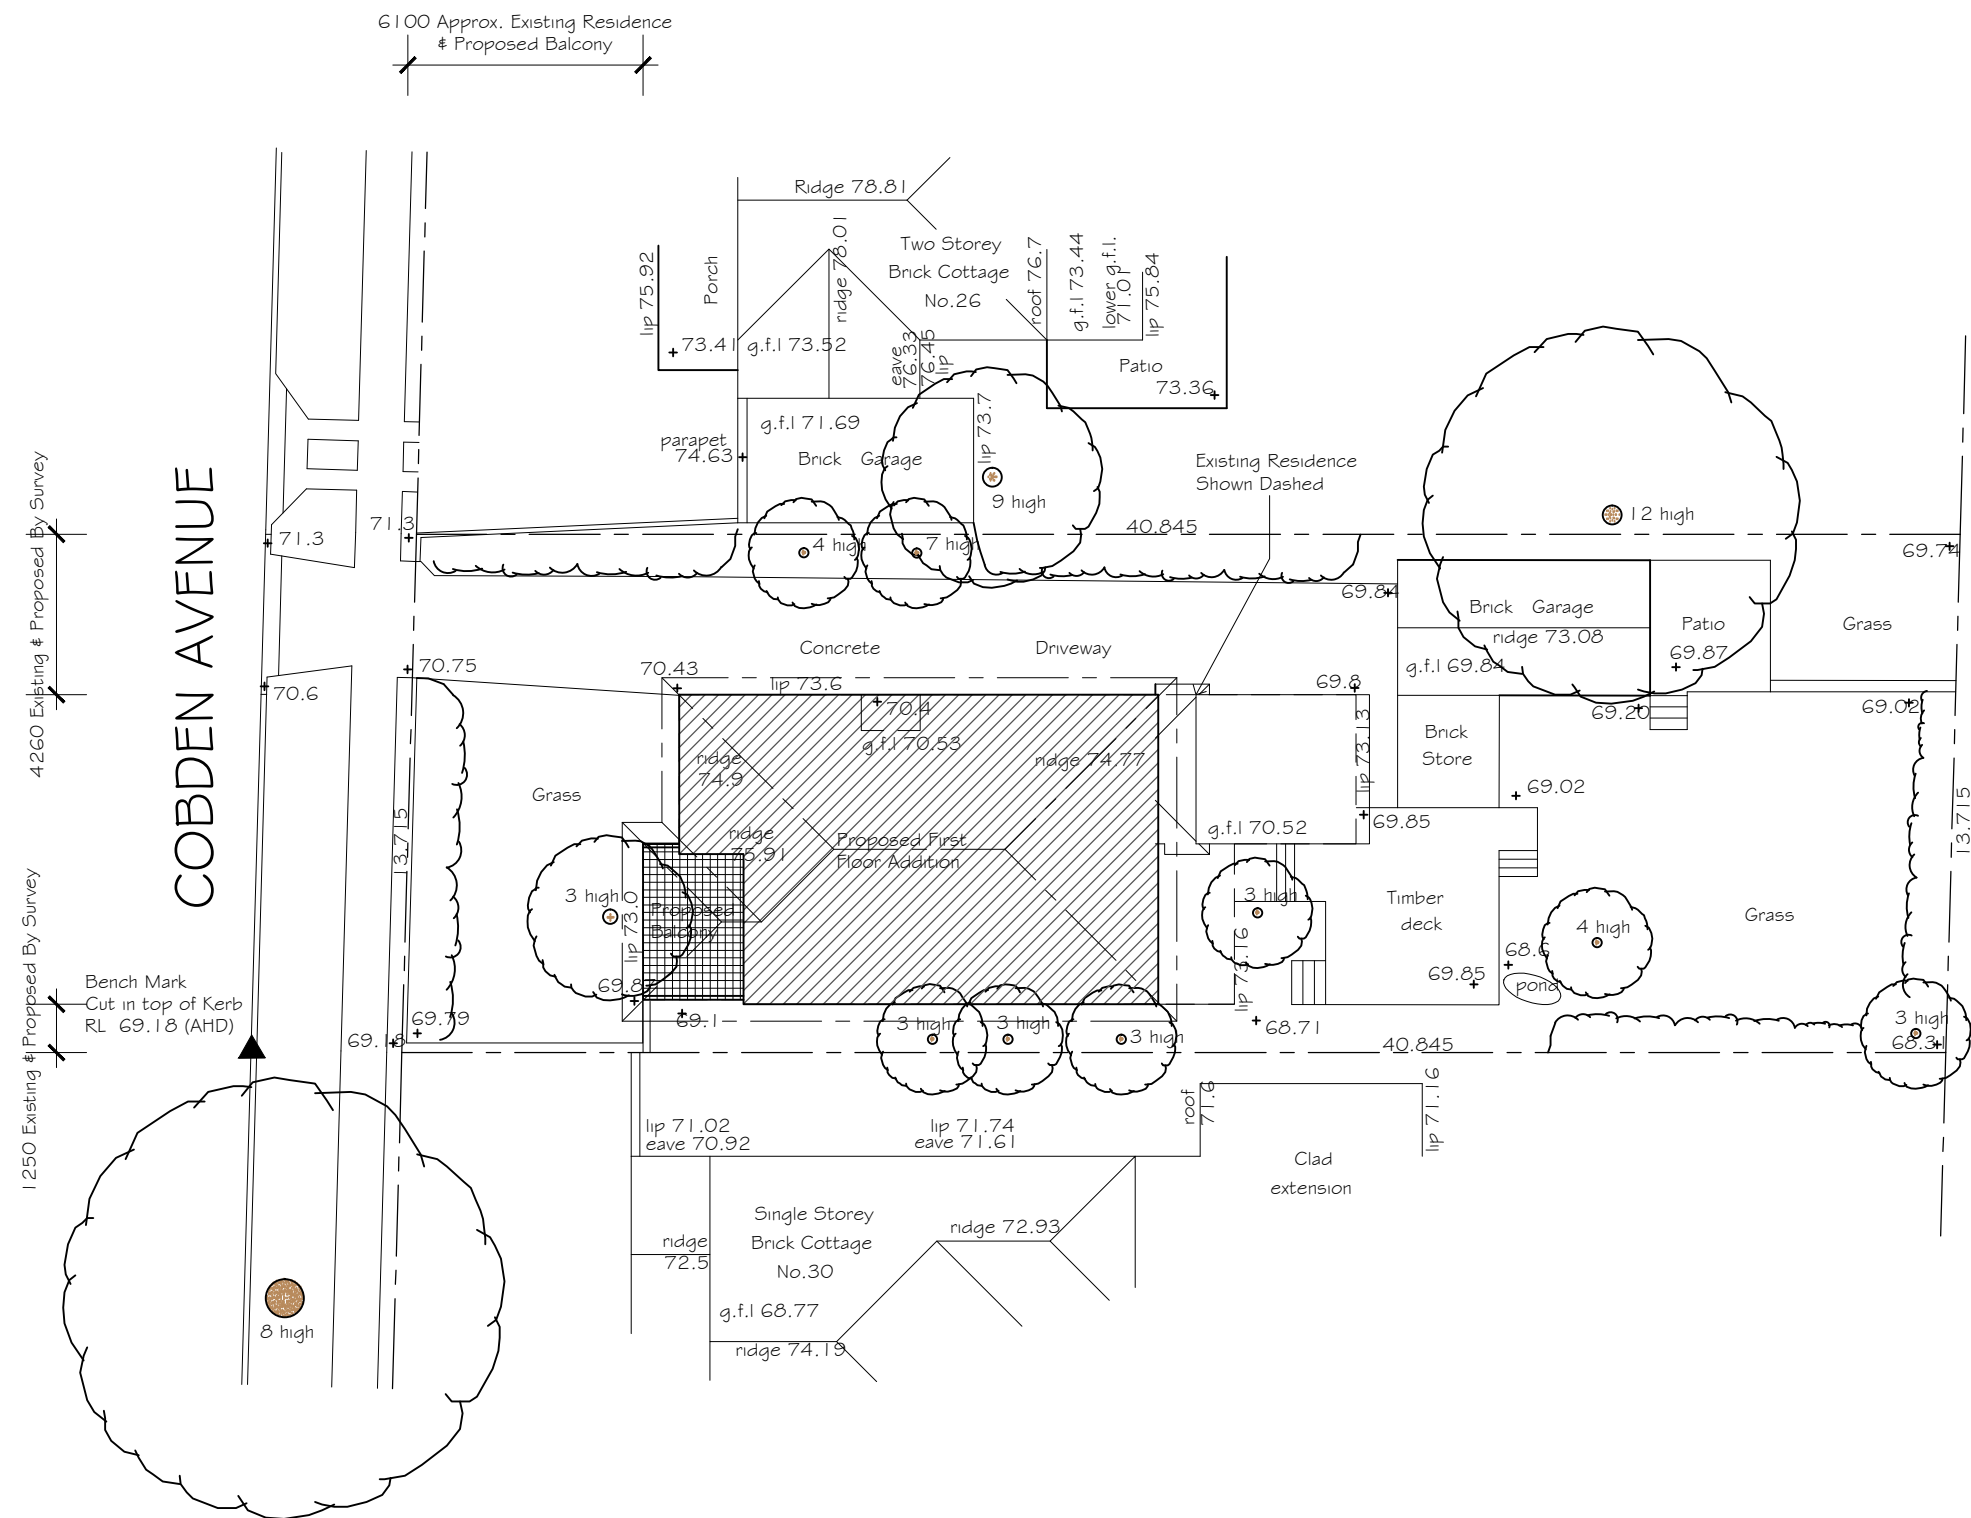 6100 Approx. Existing Residence
& Proposed Balcony
Ridge 78.81
Two Storey
Brick Cottage
No.26
ridge 78.01
Porch
lip 75.92
roof 76.7
g.f.l 73.44
lower g.f.l.
71.01
lip 75.84
73.41
g.f.l 73.52
eave
76.33
76.45
lip
Patio
73.36
g.f.l 71.69
lip 73.7
parapet
74.63
Brick Garage
9 high
Existing Residence
Shown Dashed
12 high
4260 Existing & Proposed By Survey
COBDEN AVENUE
71.3
71.3
4 high
7 high
40.845
69.74
69.84
Brick Garage
ridge 73.08
g.f.l 69.84
Patio
69.87
Grass
Concrete Driveway
70.75
70.43
lip 73.6
70.6
70.4
g.f.l 70.53
69.8
lip 73.13
69.20
69.02
ridge
74.9
ridge 74.77
Brick
Store
Grass
69.02
ridge
75.91
Proposed First
Floor Addition
g.f.l 70.52
69.85
13.715
13.715
3 high
lip 73.0
Proposed
Balcony
3 high
Timber
deck
4 high
Grass
68.6
pond
69.85
lip 73.16
1250 Existing & Proposed By Survey
Bench Mark
Cut in top of Kerb
RL 69.18 (AHD)
69.87
69.79
69.1
69.18
3 high
3 high
3 high
68.71
40.845
3 high
68.31
lip 71.02
eave 70.92
lip 71.74
eave 71.61
roof
71.6
lip 71.16
Clad
extension
Single Storey
Brick Cottage
No.30
ridge
72.5
ridge 72.93
g.f.l 68.77
ridge 74.19
8 high